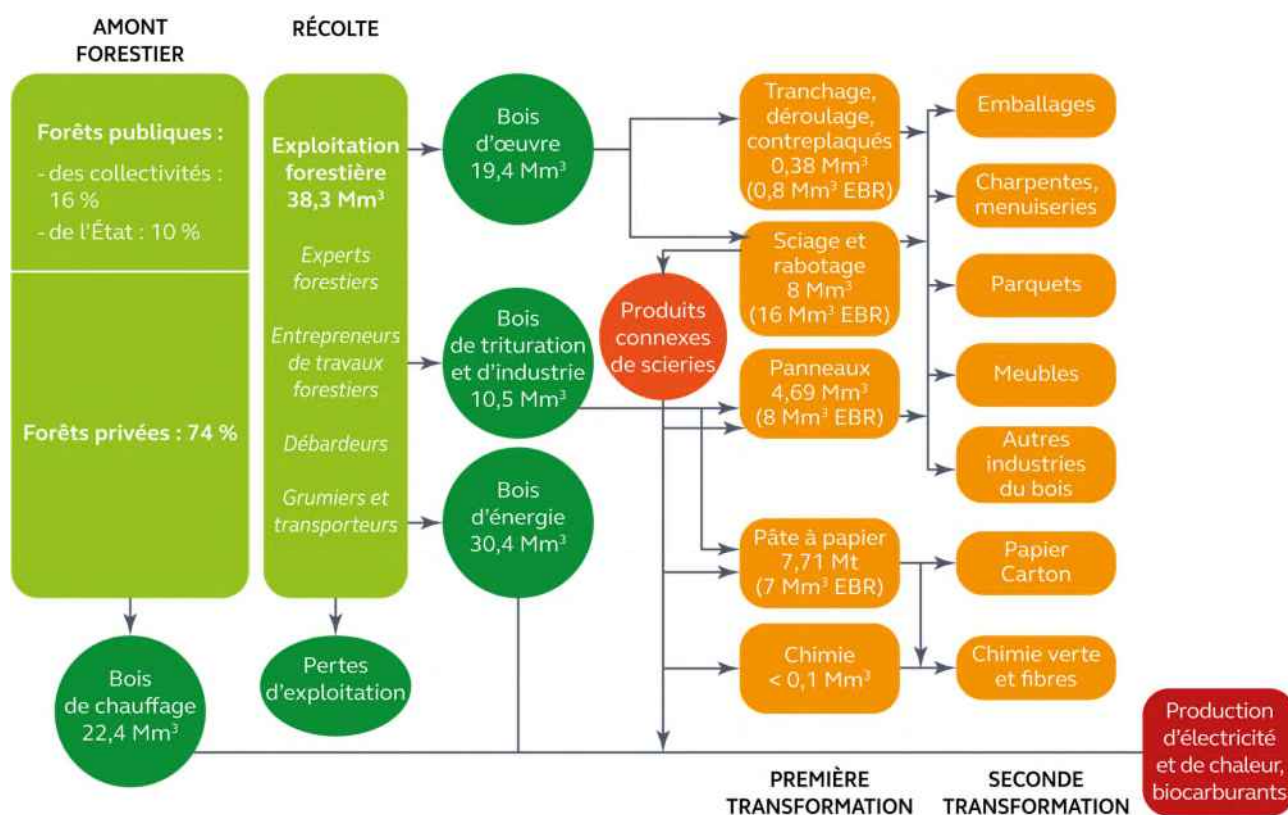 AMONT
FORESTIER
RÉCOLTE
Forêts publiques :
- des collectivités :
16 %
- de l'État : 10 %
Forêts privées : 74 %
Exploitation
forestière
38,3 Mm³
Experts
forestiers
Entrepreneurs
de travaux
forestiers
Débardeurs
Grumiers et
transporteurs
Bois
d'œuvre
19,4 Mm³
Bois
de trituration
et d'industrie
10,5 Mm³
Bois
d'énergie
30,4 Mm³
Bois
de chauffage
22,4 Mm³
Pertes
d'exploitation
Produits
connexes
de scieries
Tranchage,
déroulage,
contreplaqués
0,38 Mm³
(0,8 Mm³ EBR)
Sciage et
rabotage
8 Mm³
(16 Mm³ EBR)
Panneaux
4,69 Mm³
(8 Mm³ EBR)
Pâte à papier
7,71 Mt
(7 Mm³ EBR)
Chimie
< 0,1 Mm³
Emballages
Charpentes,
menuiseries
Parquets
Meubles
Autres
industries
du bois
Papier
Carton
Chimie verte
et fibres
Production
d'électricité
et de chaleur,
biocarburants
PREMIÈRE
TRANSFORMATION
SECONDE
TRANSFORMATION